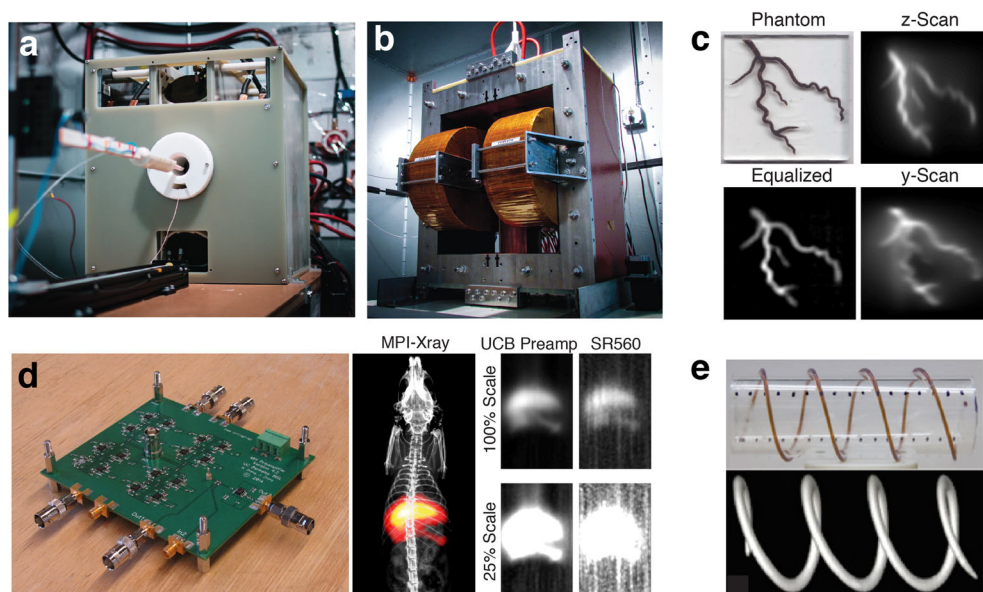 a
b
c
Phantom
z-Scan
Equalized
y-Scan
d
MPI-Xray
UCB Preamp
SR560
100% Scale
25% Scale
e